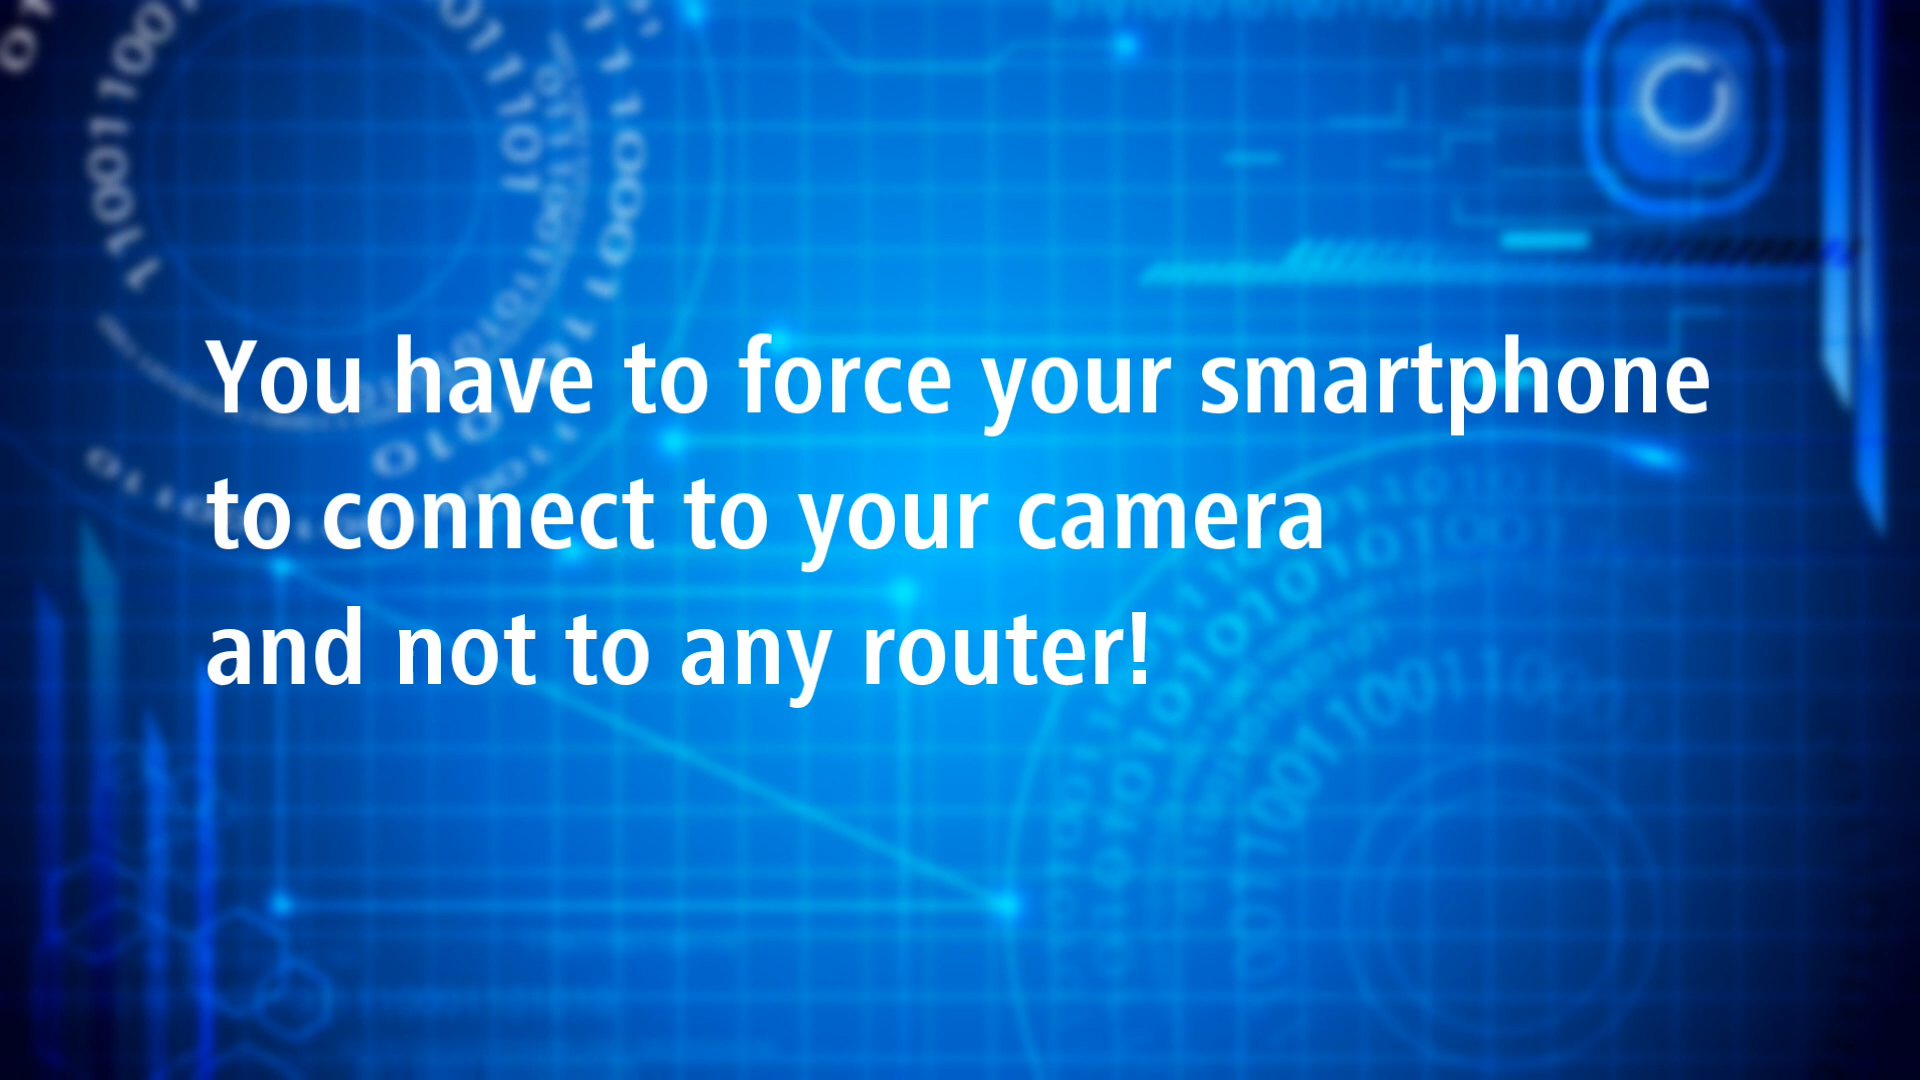 You have to force your smartphone
to connect to your camera
and not to any router!